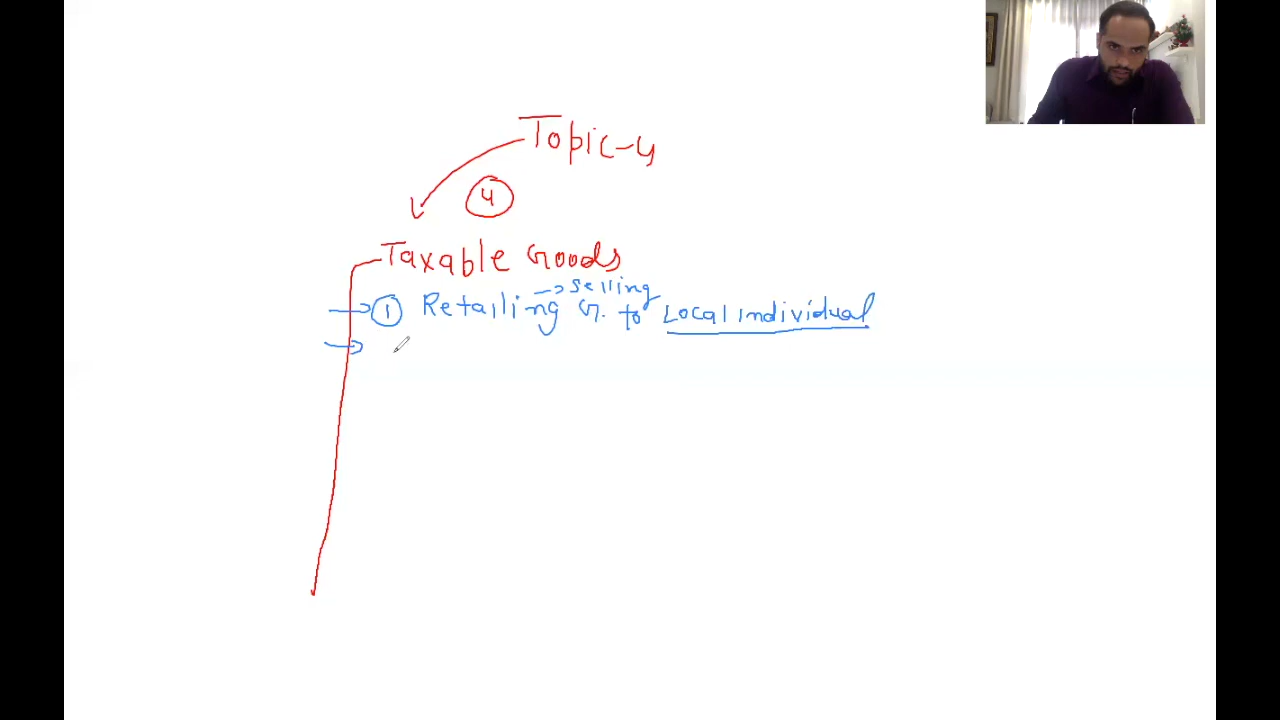 Topic-4
4
Taxable Goods
→ selling
→ 1 Retailing G. to Local individual
→